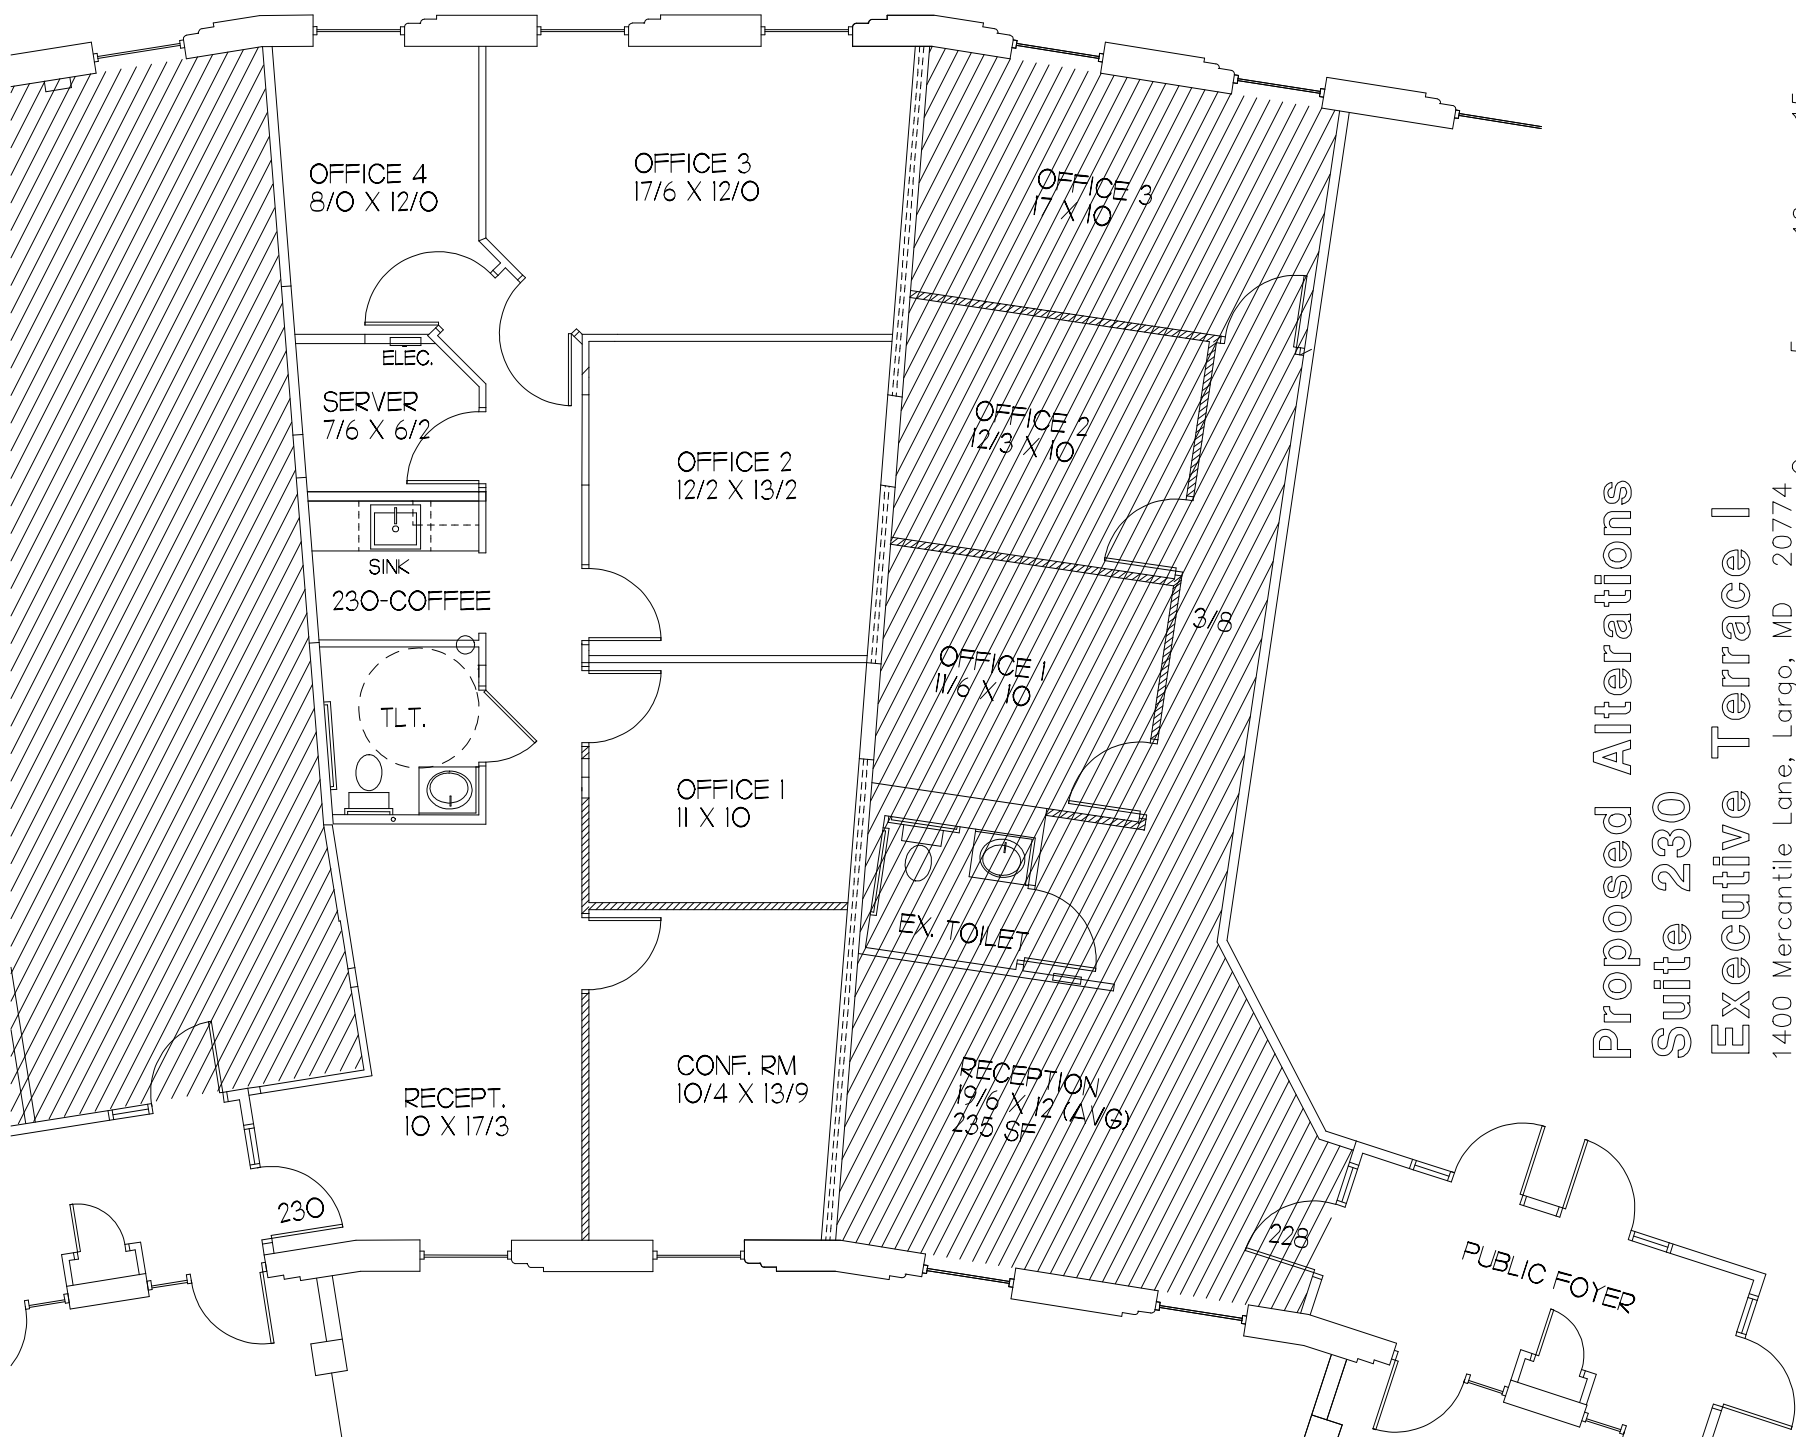 OFFICE 4
8/0 X 12/0
OFFICE 3
17/6 X 12/0
OFFICE 3
17 X 10
ELEC.
SERVER
7/6 X 6/2
OFFICE 2
12/2 X 13/2
OFFICE 2
12/3 X 10
SINK
230-COFFEE
3/8
OFFICE 1
11/6 X 10
TLT.
OFFICE 1
11 X 10
EX. TOILET
CONF. RM
10/4 X 13/9
RECEPT.
10 X 17/3
RECEPTION
19/6 X 12 (AVG)
235 SF
230
228
PUBLIC FOYER
Proposed Alterations
Suite 230
Executive Terrace I
1400 Mercantile Lane, Largo, MD 20774